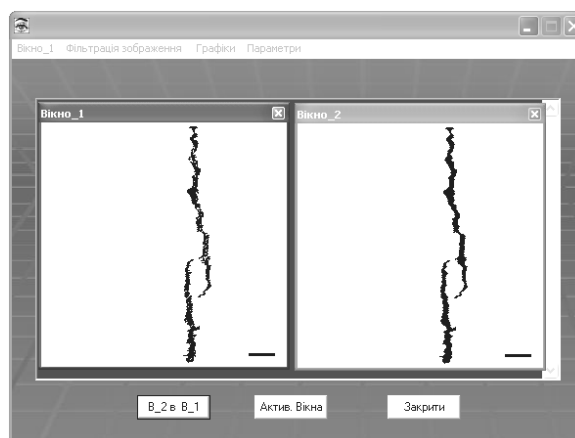 Вікно_1 Фільтрація зображення Графіки Параметри
Вікно_1 Вікно_2
В_2 в В_1 Актив. Вікна Закрити